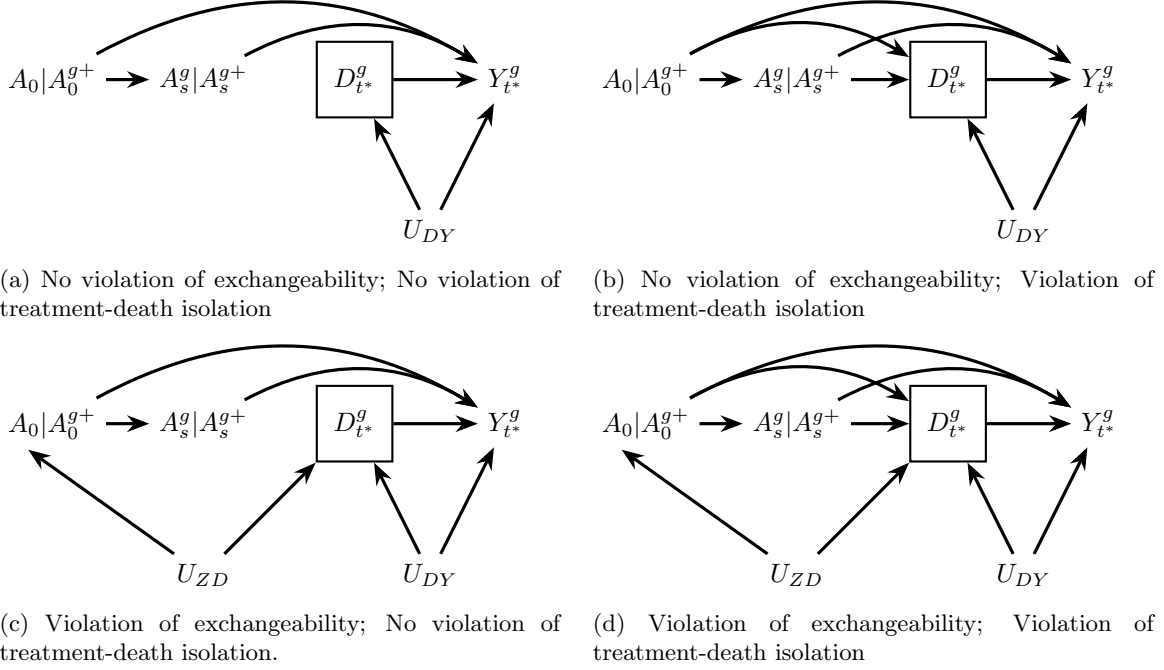 A_0|A_0^{g+} A_s^g|A_s^{g+} D_{t*}^g Y_{t*}^g
U_{DY}
(a) No violation of exchangeability; No violation of
treatment-death isolation
A_0|A_0^{g+} A_s^g|A_s^{g+} D_{t*}^g Y_{t*}^g
U_{DY}
(b) No violation of exchangeability; Violation of
treatment-death isolation
A_0|A_0^{g+} A_s^g|A_s^{g+} D_{t*}^g Y_{t*}^g
U_{ZD} U_{DY}
(c) Violation of exchangeability; No violation of
treatment-death isolation.
A_0|A_0^{g+} A_s^g|A_s^{g+} D_{t*}^g Y_{t*}^g
U_{ZD} U_{DY}
(d) Violation of exchangeability; Violation of
treatment-death isolation